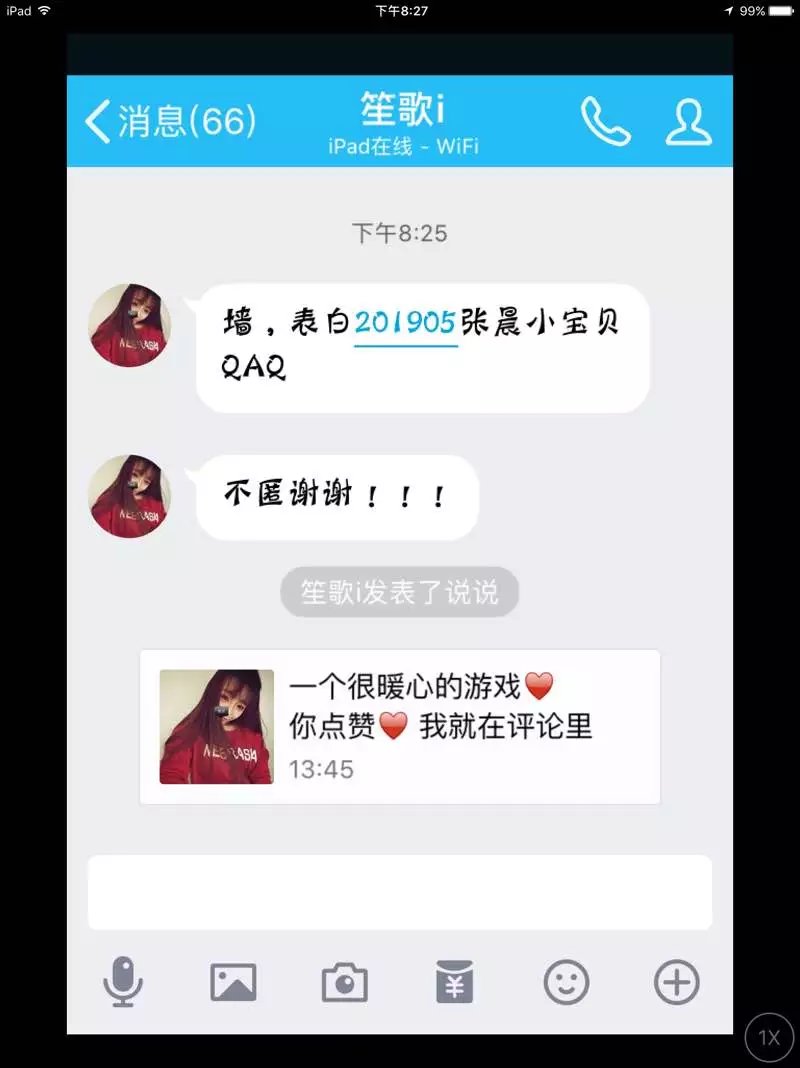 iPad 下午8:27 99%
消息(66) 笙歌i
iPad在线 - WiFi
下午8:25
墙，表白201905张晨小宝贝
QAQ
不匿谢谢！！！
笙歌i发表了说说
一个很暖心的游戏♥️
你点赞♥️ 我就在评论里
13:45
¥
1X